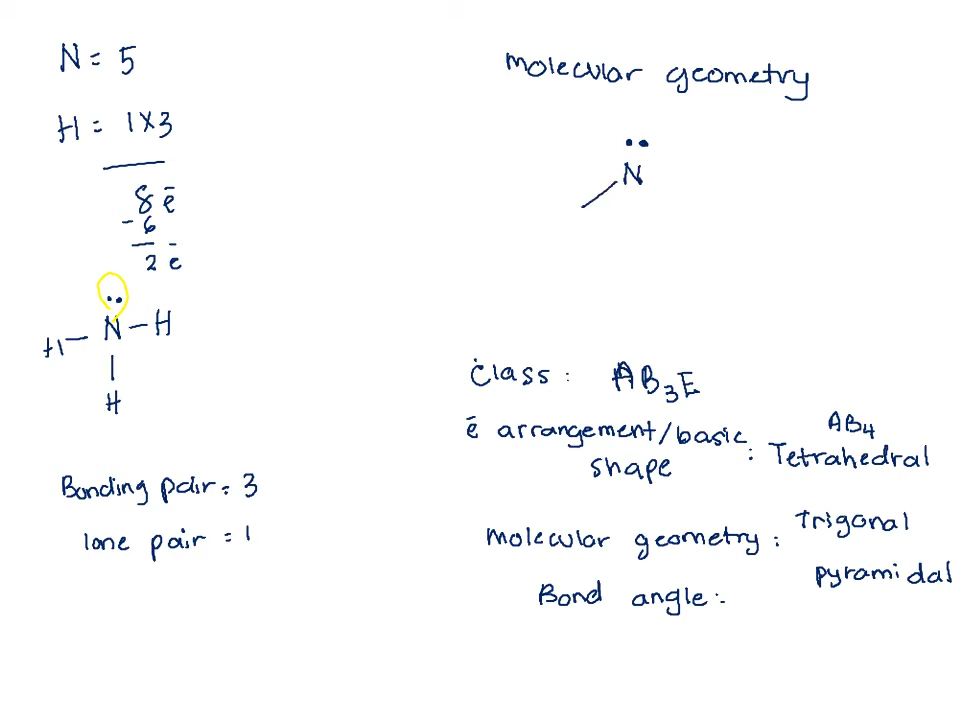 N = 5
H = 1x3
8 ē
- 6
2 ē
••
H - N - H
|
H
Bonding pair = 3
lone pair = 1
molecular geometry
••
N
Class : AB₃E
ē arrangement/basic shape : AB₄ Tetrahedral
molecular geometry : Trigonal pyramidal
Bond angle :